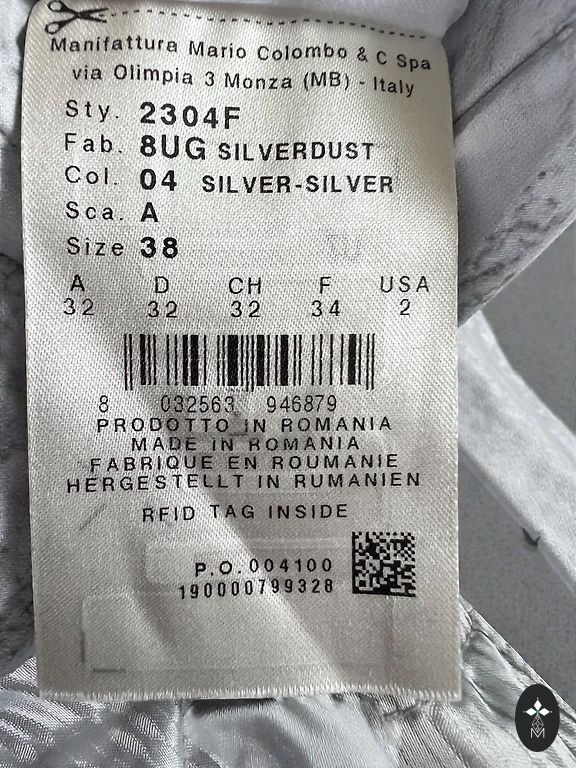 Manifattura Mario Colombo & C Spa
via Olimpia 3 Monza (MB) - Italy
Sty. 2304F
Fab. 8UG SILVERDUST
Col. 04 SILVER-SILVER
Sca. A
Size 38
A D CH F USA
32 32 32 34 2
8 032563 946879
PRODOTTO IN ROMANIA
MADE IN ROMANIA
FABRIQUE EN ROUMANIE
HERGESTELLT IN RUMANIEN
RFID TAG INSIDE
P.O. 004100
190000799328
M